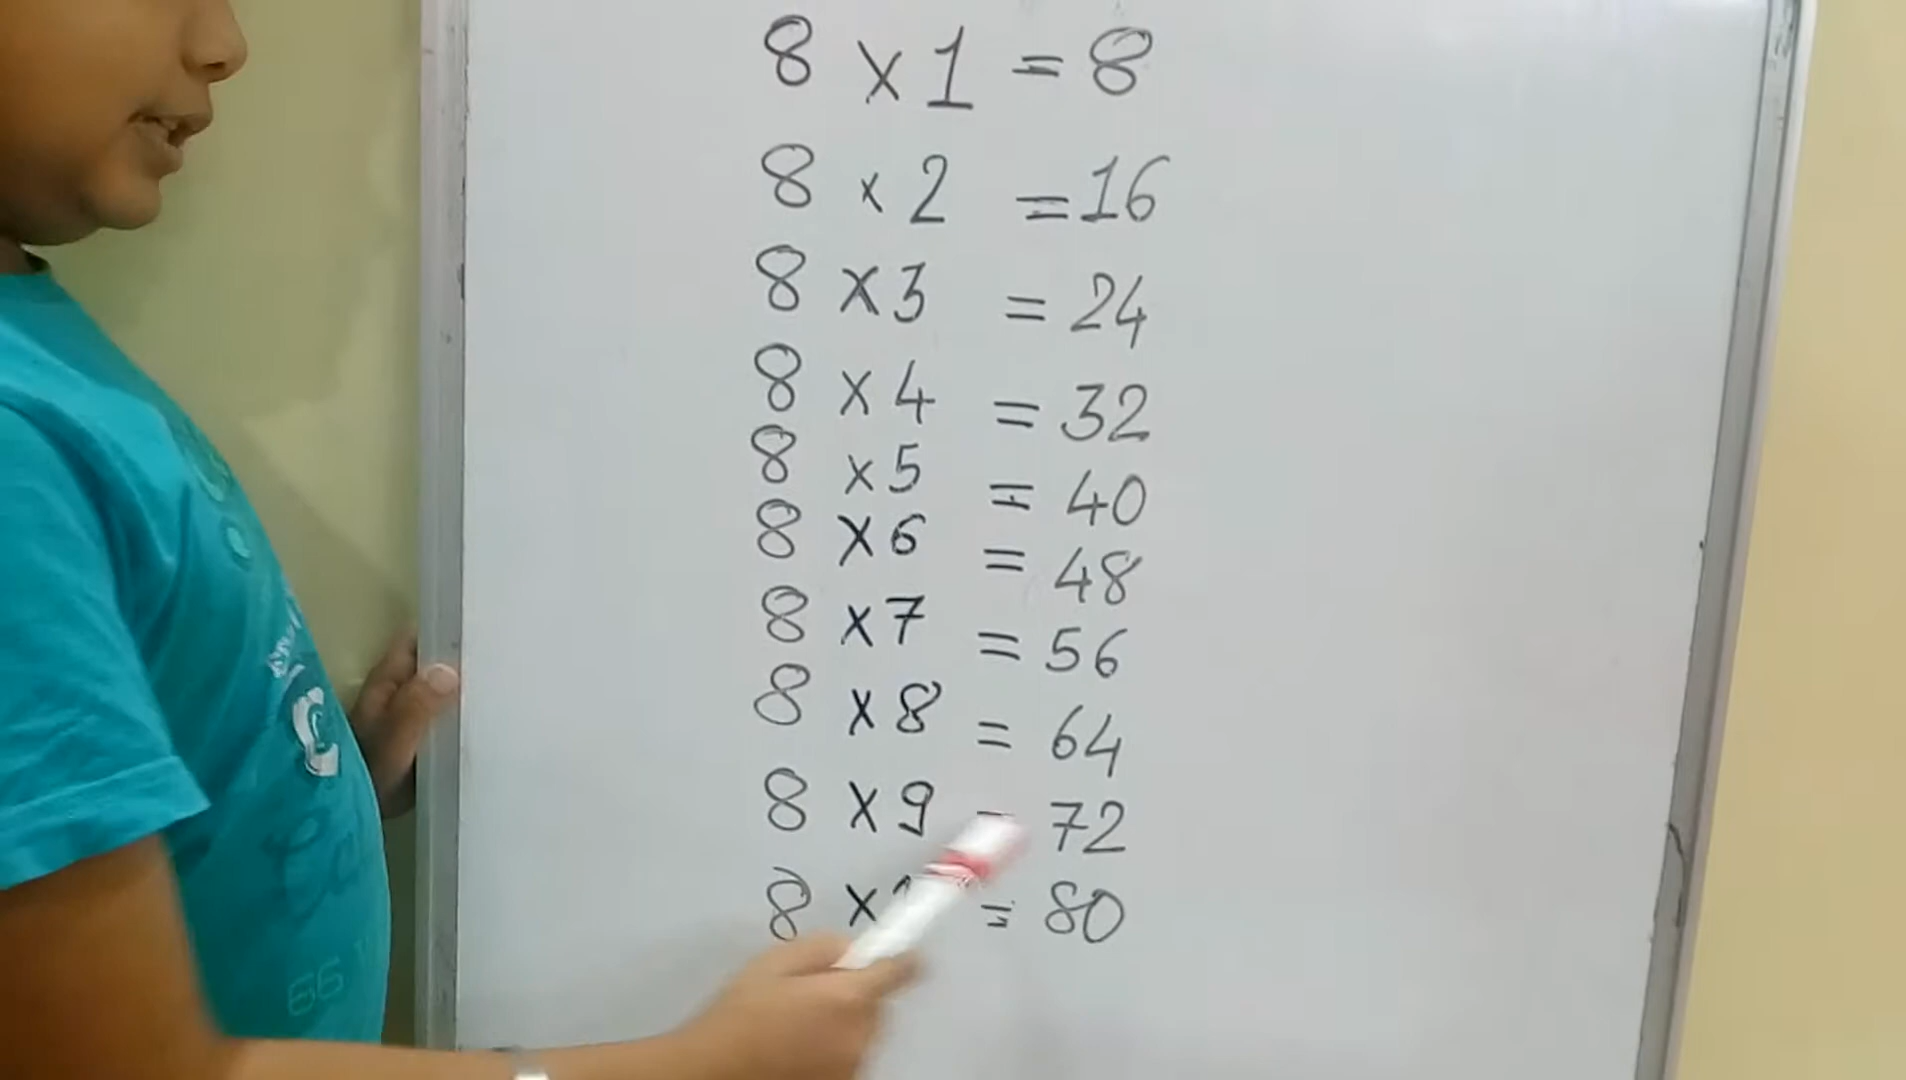 8 x 1 = 8
8 x 2 = 16
8 x 3 = 24
8 x 4 = 32
8 x 5 = 40
8 x 6 = 48
8 x 7 = 56
8 x 8 = 64
8 x 9 = 72
8 x = 80
66